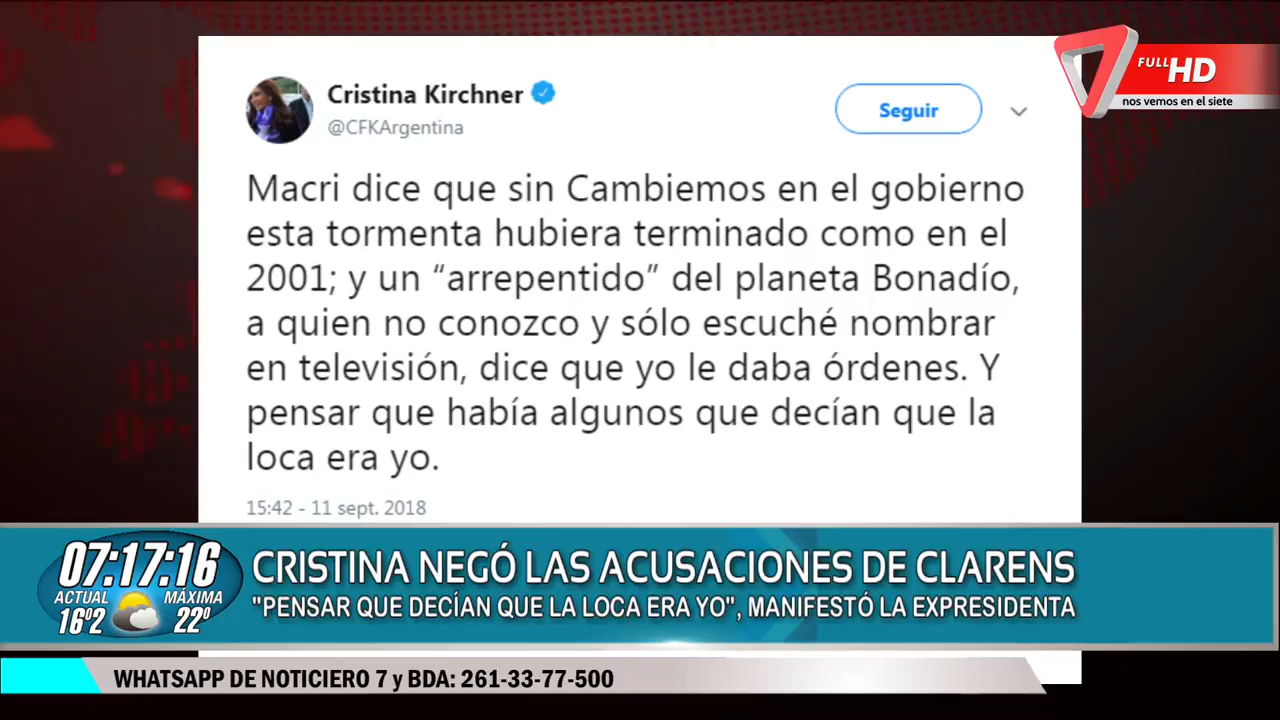 FULL HD
nos vemos en el siete
Cristina Kirchner
@CFKArgentina
Seguir
Macri dice que sin Cambiemos en el gobierno
esta tormenta hubiera terminado como en el
2001; y un “arrepentido” del planeta Bonadío,
a quien no conozco y sólo escuché nombrar
en televisión, dice que yo le daba órdenes. Y
pensar que había algunos que decían que la
loca era yo.
15:42 - 11 sept. 2018
07:17:16
ACTUAL MÁXIMA
16º2 22º
CRISTINA NEGÓ LAS ACUSACIONES DE CLARENS
"PENSAR QUE DECÍAN QUE LA LOCA ERA YO", MANIFESTÓ LA EXPRESIDENTA
WHATSAPP DE NOTICIERO 7 y BDA: 261-33-77-500